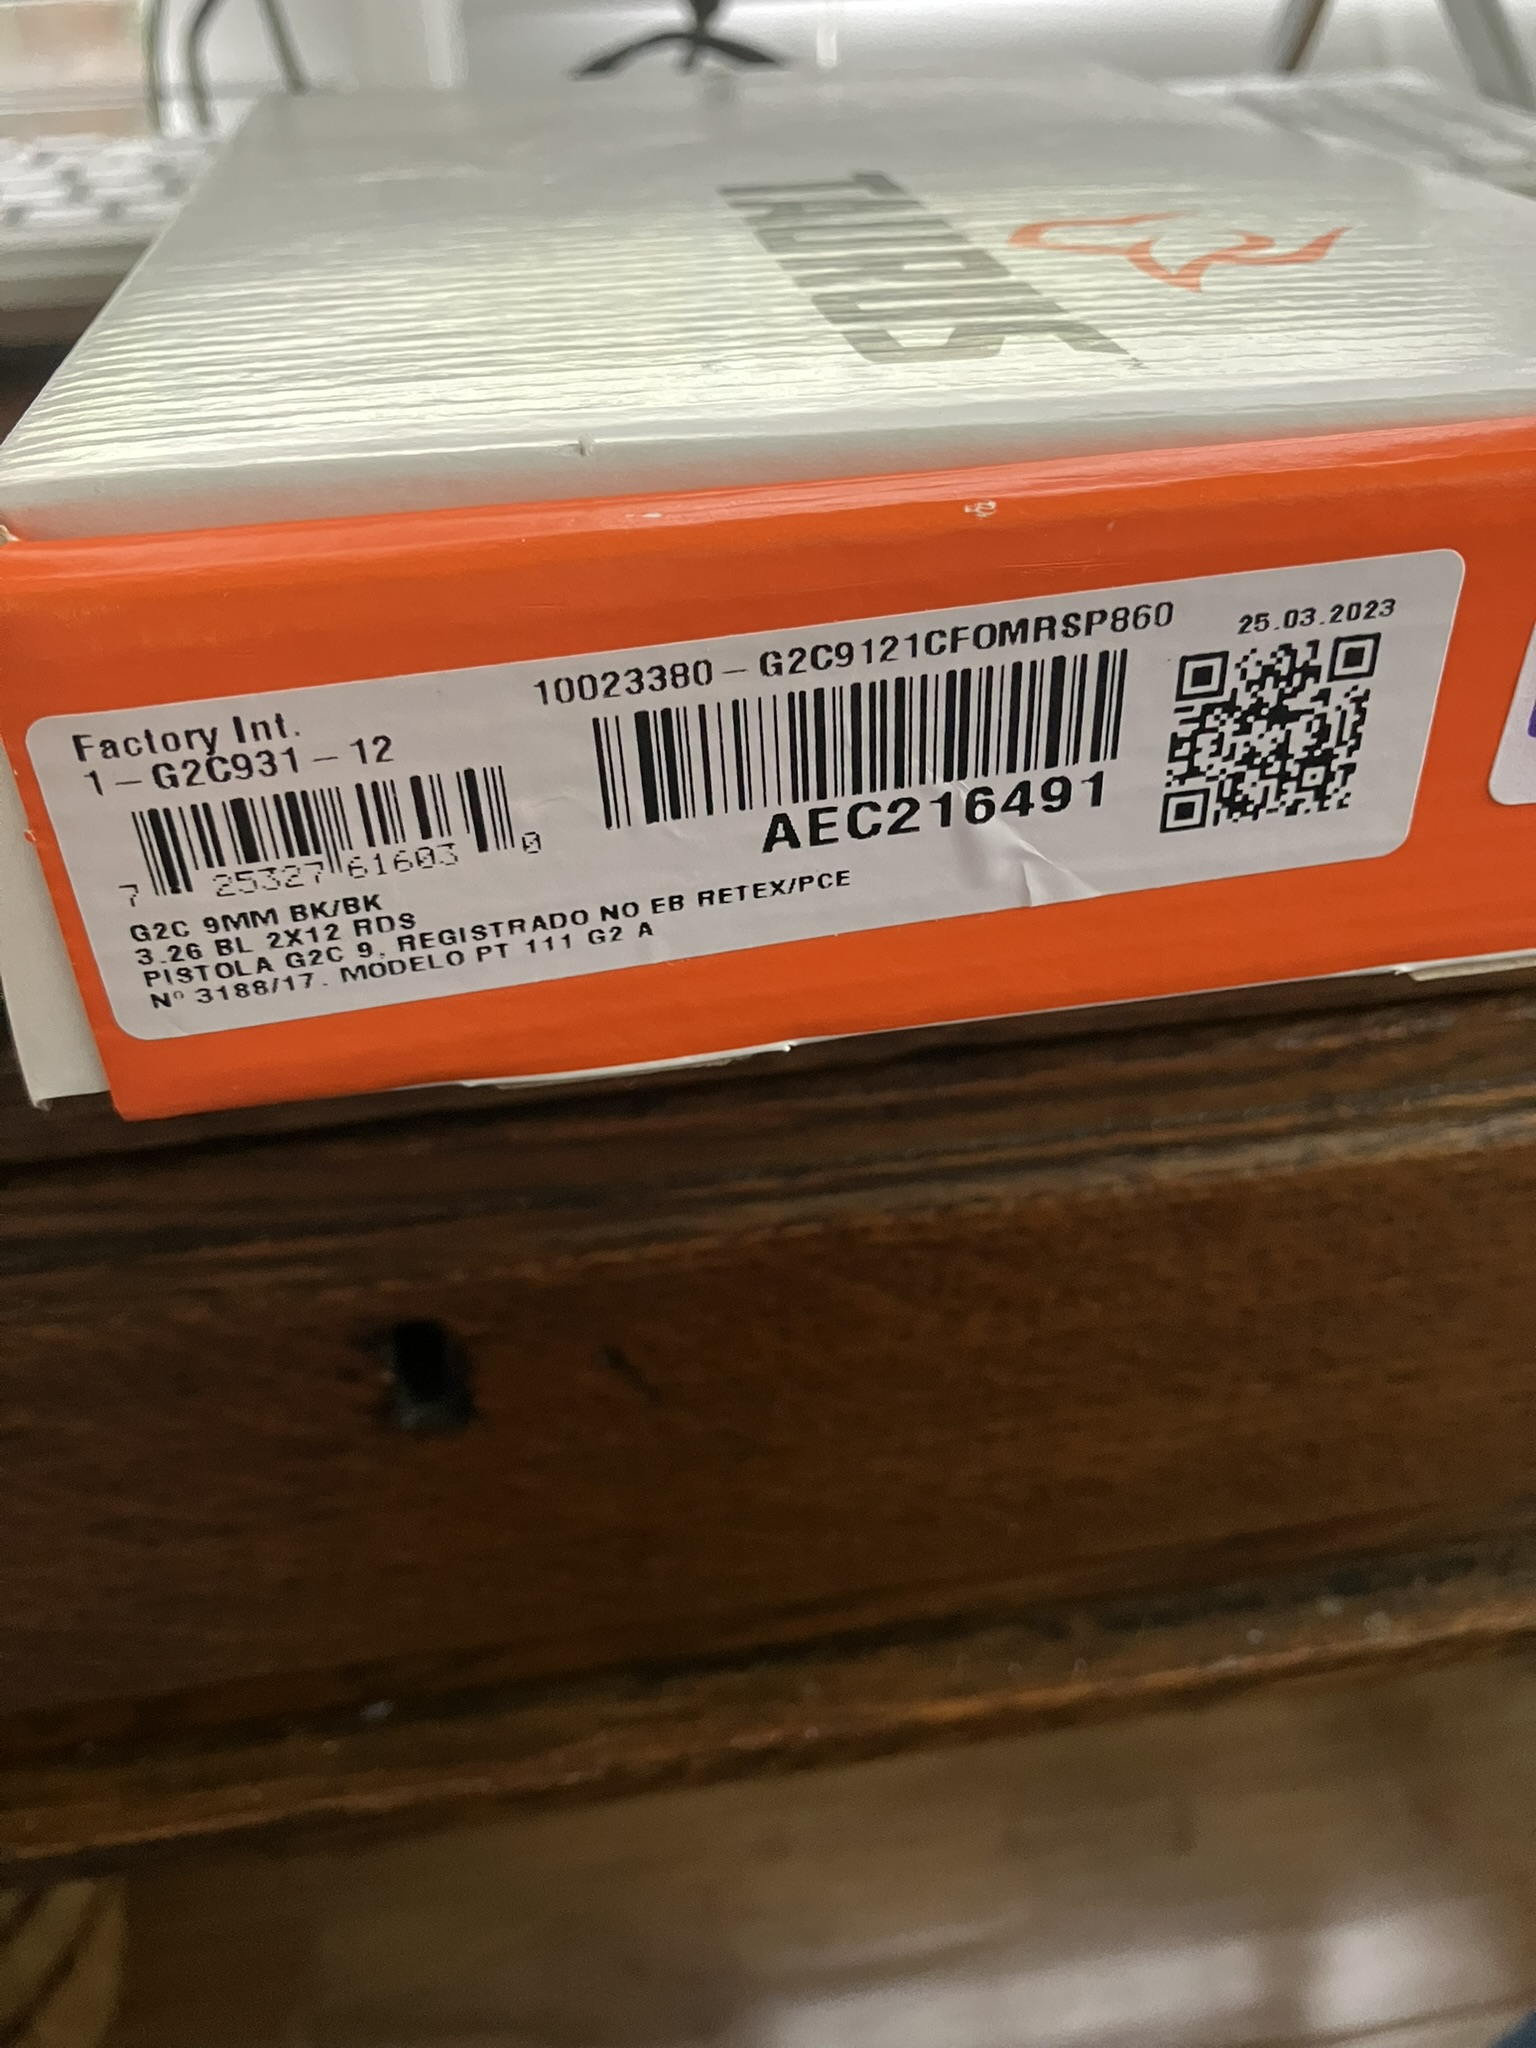 TAURUS
10023380 - G2C9121CFOMRSP860
25.03.2023
Factory Int.
1-G2C931-12
7 25327 61603 0
AEC216491
G2C 9MM BK/BK
3.26 BL 2X12 RDS
PISTOLA G2C 9, REGISTRADO NO EB RETEX/PCE
Nº 3188/17. MODELO PT 111 G2 A